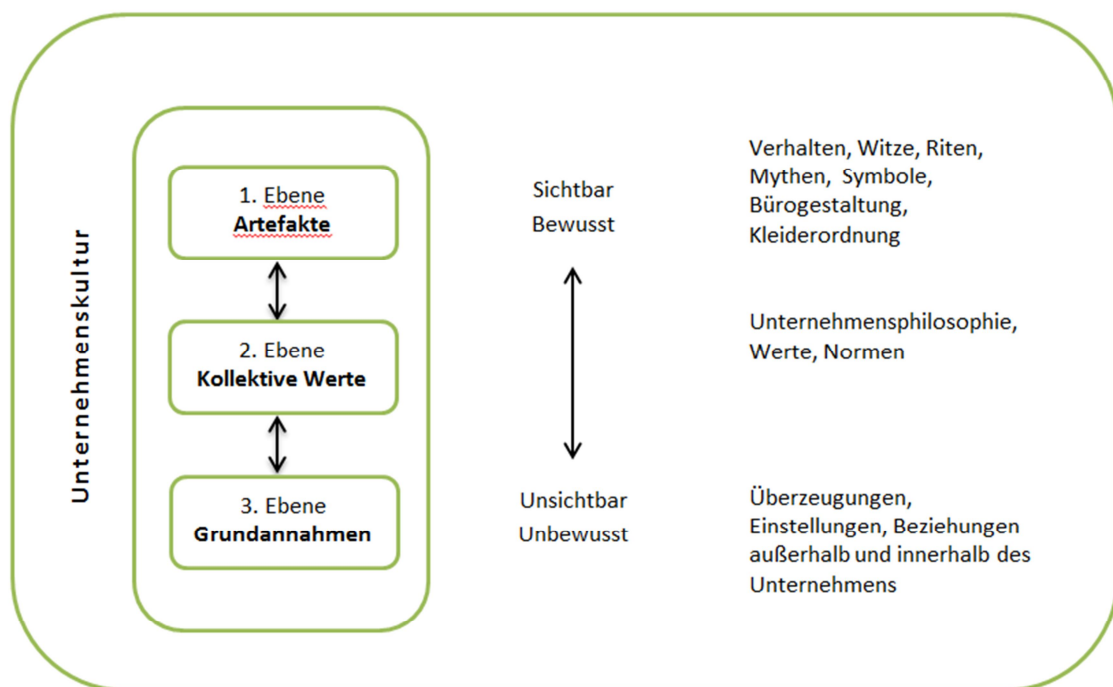 Unternehmenskultur
1. Ebene
Artefakte
2. Ebene
Kollektive Werte
3. Ebene
Grundannahmen
Sichtbar
Bewusst
Unsichtbar
Unbewusst
Verhalten, Witze, Riten,
Mythen, Symbole,
Bürogestaltung,
Kleiderordnung
Unternehmensphilosophie,
Werte, Normen
Überzeugungen,
Einstellungen, Beziehungen
außerhalb und innerhalb des
Unternehmens